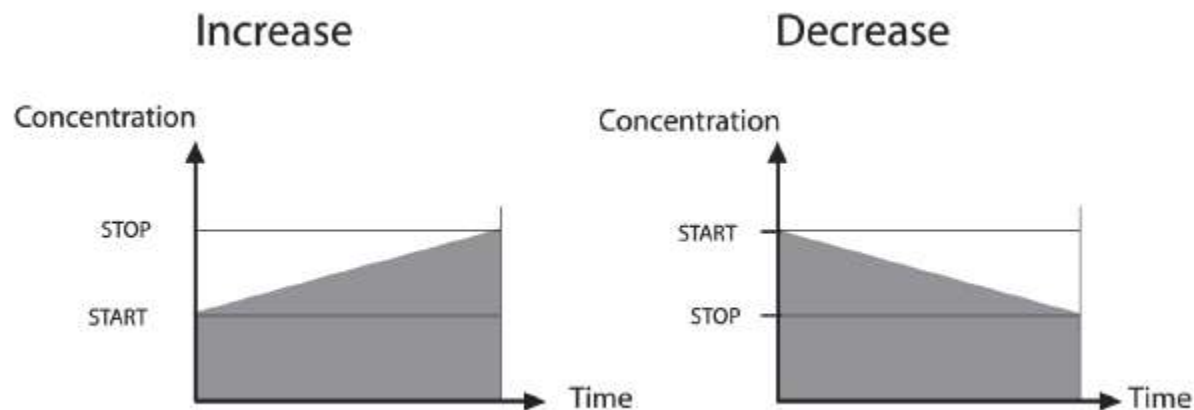 Increase
Concentration
STOP
START
Time
Decrease
Concentration
START
STOP
Time